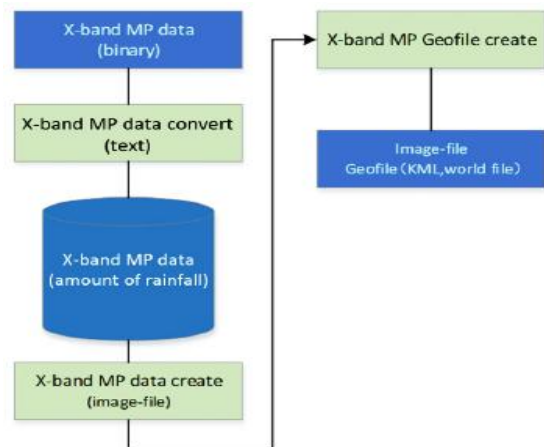 X-band MP data
(binary)
X-band MP data convert
(text)
X-band MP data
(amount of rainfall)
X-band MP data create
(image-file)
X-band MP Geofile create
Image-file
Geofile(KML,world file)